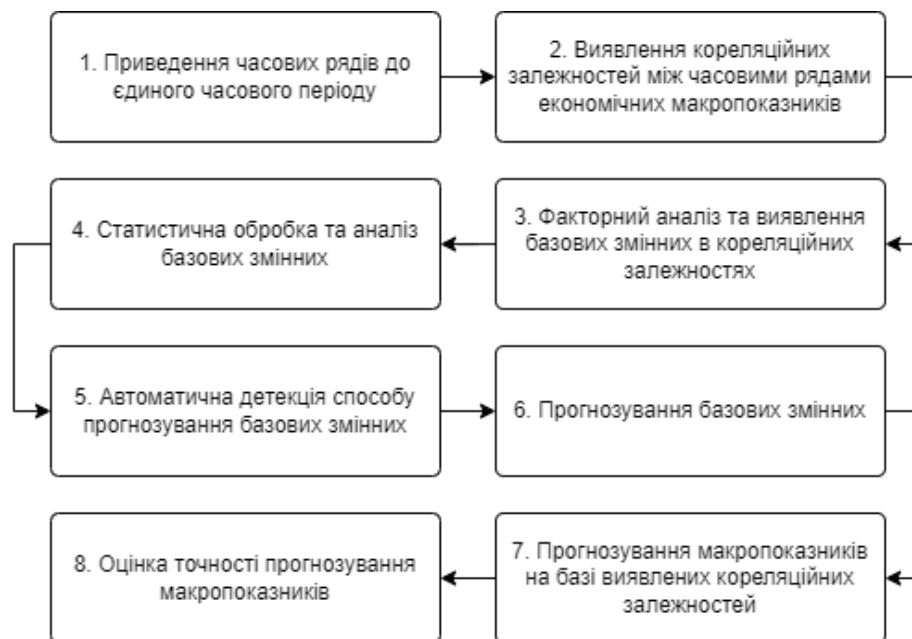 1. Приведення часових рядів до
єдиного часового періоду
2. Виявлення кореляційних
залежностей між часовими рядами
економічних макропоказників
3. Факторний аналіз та виявлення
базових змінних в кореляційних
залежностях
4. Статистична обробка та аналіз
базових змінних
5. Автоматична детекція способу
прогнозування базових змінних
6. Прогнозування базових змінних
7. Прогнозування макропоказників
на базі виявлених кореляційних
залежностей
8. Оцінка точності прогнозування
макропоказників